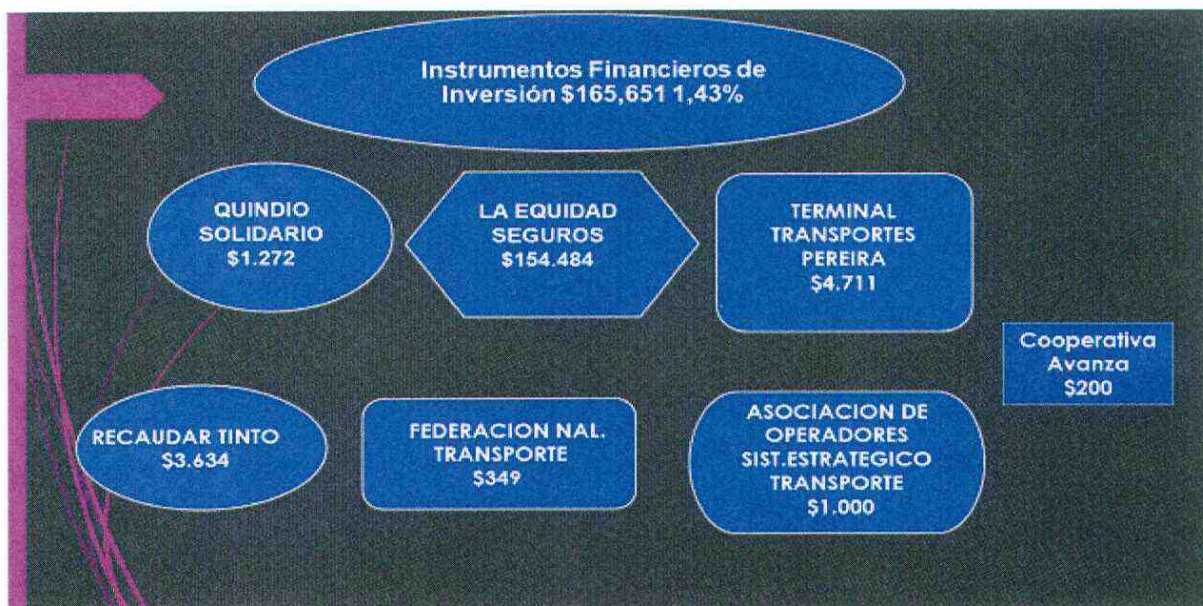 Instrumentos Financieros de
Inversión $165,651 1,43%
QUINDIO
SOLIDARIO
$1.272
LA EQUIDAD
SEGUROS
$154.484
TERMINAL
TRANSPORTES
PEREIRA
$4.711
Cooperativa
Avanza
$200
RECAUDAR TINTO
$3.634
FEDERACION NAL.
TRANSPORTE
$349
ASOCIACION DE
OPERADORES
SIST.ESTRATEGICO
TRANSPORTE
$1.000